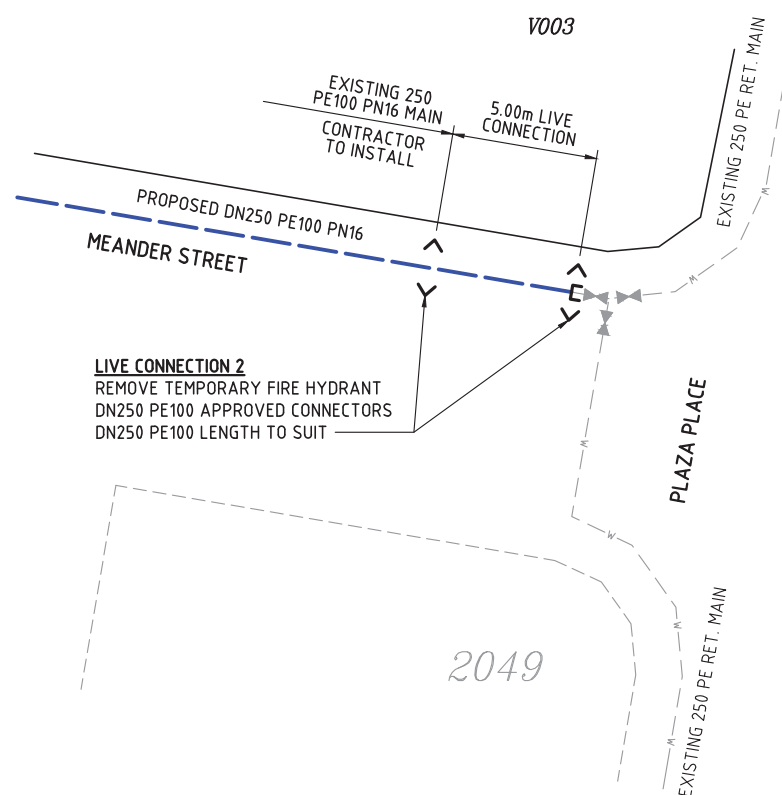 V003
EXISTING 250
PE100 PN16 MAIN
CONTRACTOR
TO INSTALL
5.00m LIVE
CONNECTION
EXISTING 250 PE RET. MAIN
PROPOSED DN250 PE100 PN16
MEANDER STREET
LIVE CONNECTION 2
REMOVE TEMPORARY FIRE HYDRANT
DN250 PE100 APPROVED CONNECTORS
DN250 PE100 LENGTH TO SUIT
PLAZA PLACE
2049
EXISTING 250 PE RET. MAIN
W
W
W
W
W
W